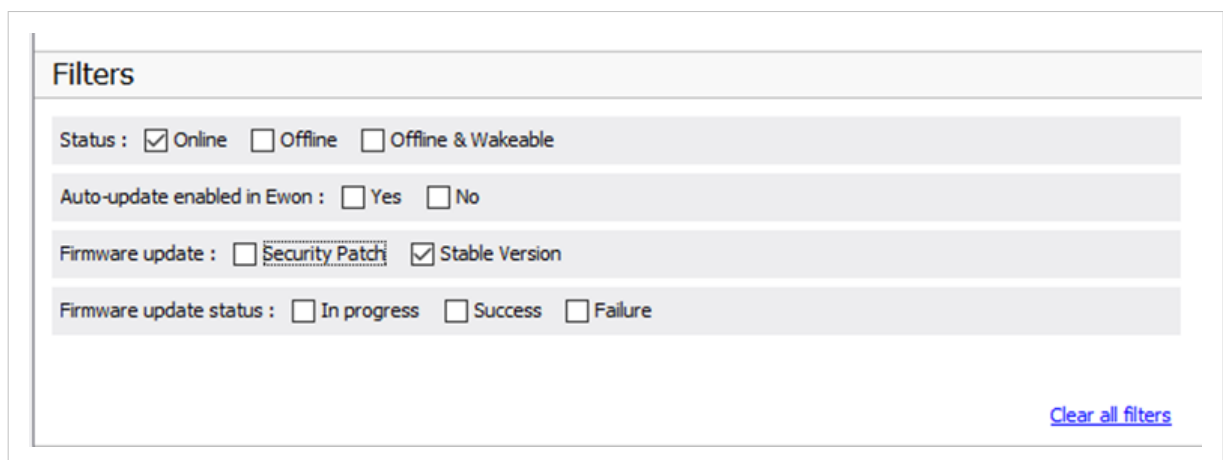 Filters
Status : Online Offline Offline & Wakeable
Auto-update enabled in Ewon : Yes No
Firmware update : Security Patch Stable Version
Firmware update status : In progress Success Failure
Clear all filters